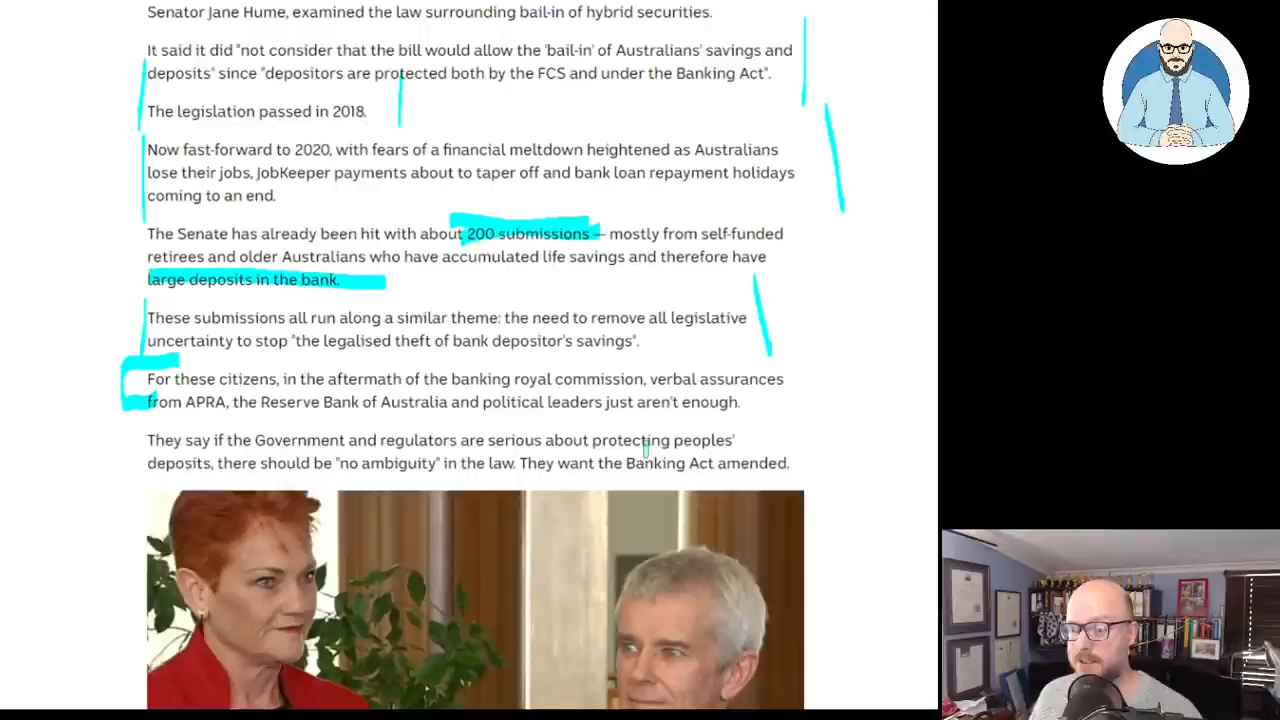 Senator Jane Hume, examined the law surrounding bail-in of hybrid securities.
It said it did "not consider that the bill would allow the 'bail-in' of Australians' savings and
deposits" since "depositors are protected both by the FCS and under the Banking Act".
The legislation passed in 2018.
Now fast-forward to 2020, with fears of a financial meltdown heightened as Australians
lose their jobs, JobKeeper payments about to taper off and bank loan repayment holidays
coming to an end.
The Senate has already been hit with about 200 submissions — mostly from self-funded
retirees and older Australians who have accumulated life savings and therefore have
large deposits in the bank.
These submissions all run along a similar theme: the need to remove all legislative
uncertainty to stop "the legalised theft of bank depositor's savings".
For these citizens, in the aftermath of the banking royal commission, verbal assurances
from APRA, the Reserve Bank of Australia and political leaders just aren't enough.
They say if the Government and regulators are serious about protecting peoples'
deposits, there should be "no ambiguity" in the law. They want the Banking Act amended.